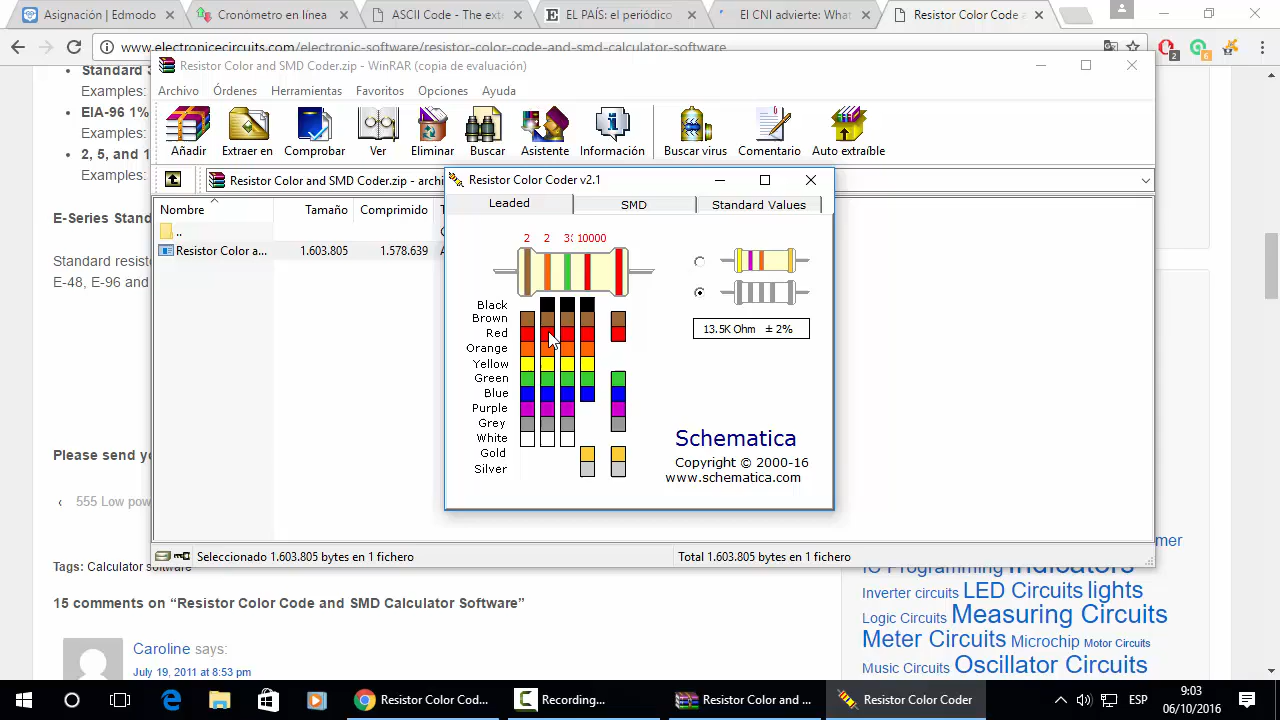 Asignación | Edmodo
Cronómetro en línea
ASCII Code - The exte
EL PAÍS: el periódico
El CNI advierte: What
Resistor Color Code a
www.electronicecircuits.com/electronic-software/resistor-color-code-and-smd-calculator-software
2
6
Resistor Color and SMD Coder.zip - WinRAR (copia de evaluación)
Archivo Órdenes Herramientas Favoritos Opciones Ayuda
Añadir Extraer en Comprobar Ver Eliminar Buscar Asistente Información Buscar virus Comentario Auto extraíble
Resistor Color and SMD Coder.zip - archi
Nombre Tamaño Comprimido
..
Resistor Color a... 1.603.805 1.578.639
Seleccionado 1.603.805 bytes en 1 fichero
Total 1.603.805 bytes en 1 fichero
Resistor Color Coder v2.1
Leaded SMD Standard Values
2 2 10000
Black
Brown
Red
Orange
Yellow
Green
Blue
Purple
Grey
White
Gold
Silver
13.5K Ohm ± 2%
Schematica
Copyright © 2000-16
www.schematica.com
Standard 3
Examples:
EIA-96 1%
Examples:
2, 5, and 1
Examples:
E-Series Stand
Standard resist
E-48, E-96 and
Please send yo
‹ 555 Low powe
Tags: Calculator software
15 comments on “Resistor Color Code and SMD Calculator Software”
Caroline says:
July 19, 2011 at 8:53 pm
IC Programming Indicators
Inverter circuits LED Circuits lights
Logic Circuits Measuring Circuits
Meter Circuits Microchip Motor Circuits
Music Circuits Oscillator Circuits
Resistor Color Cod...
Recording...
Resistor Color and ...
Resistor Color Coder
ESP
9:03
06/10/2016